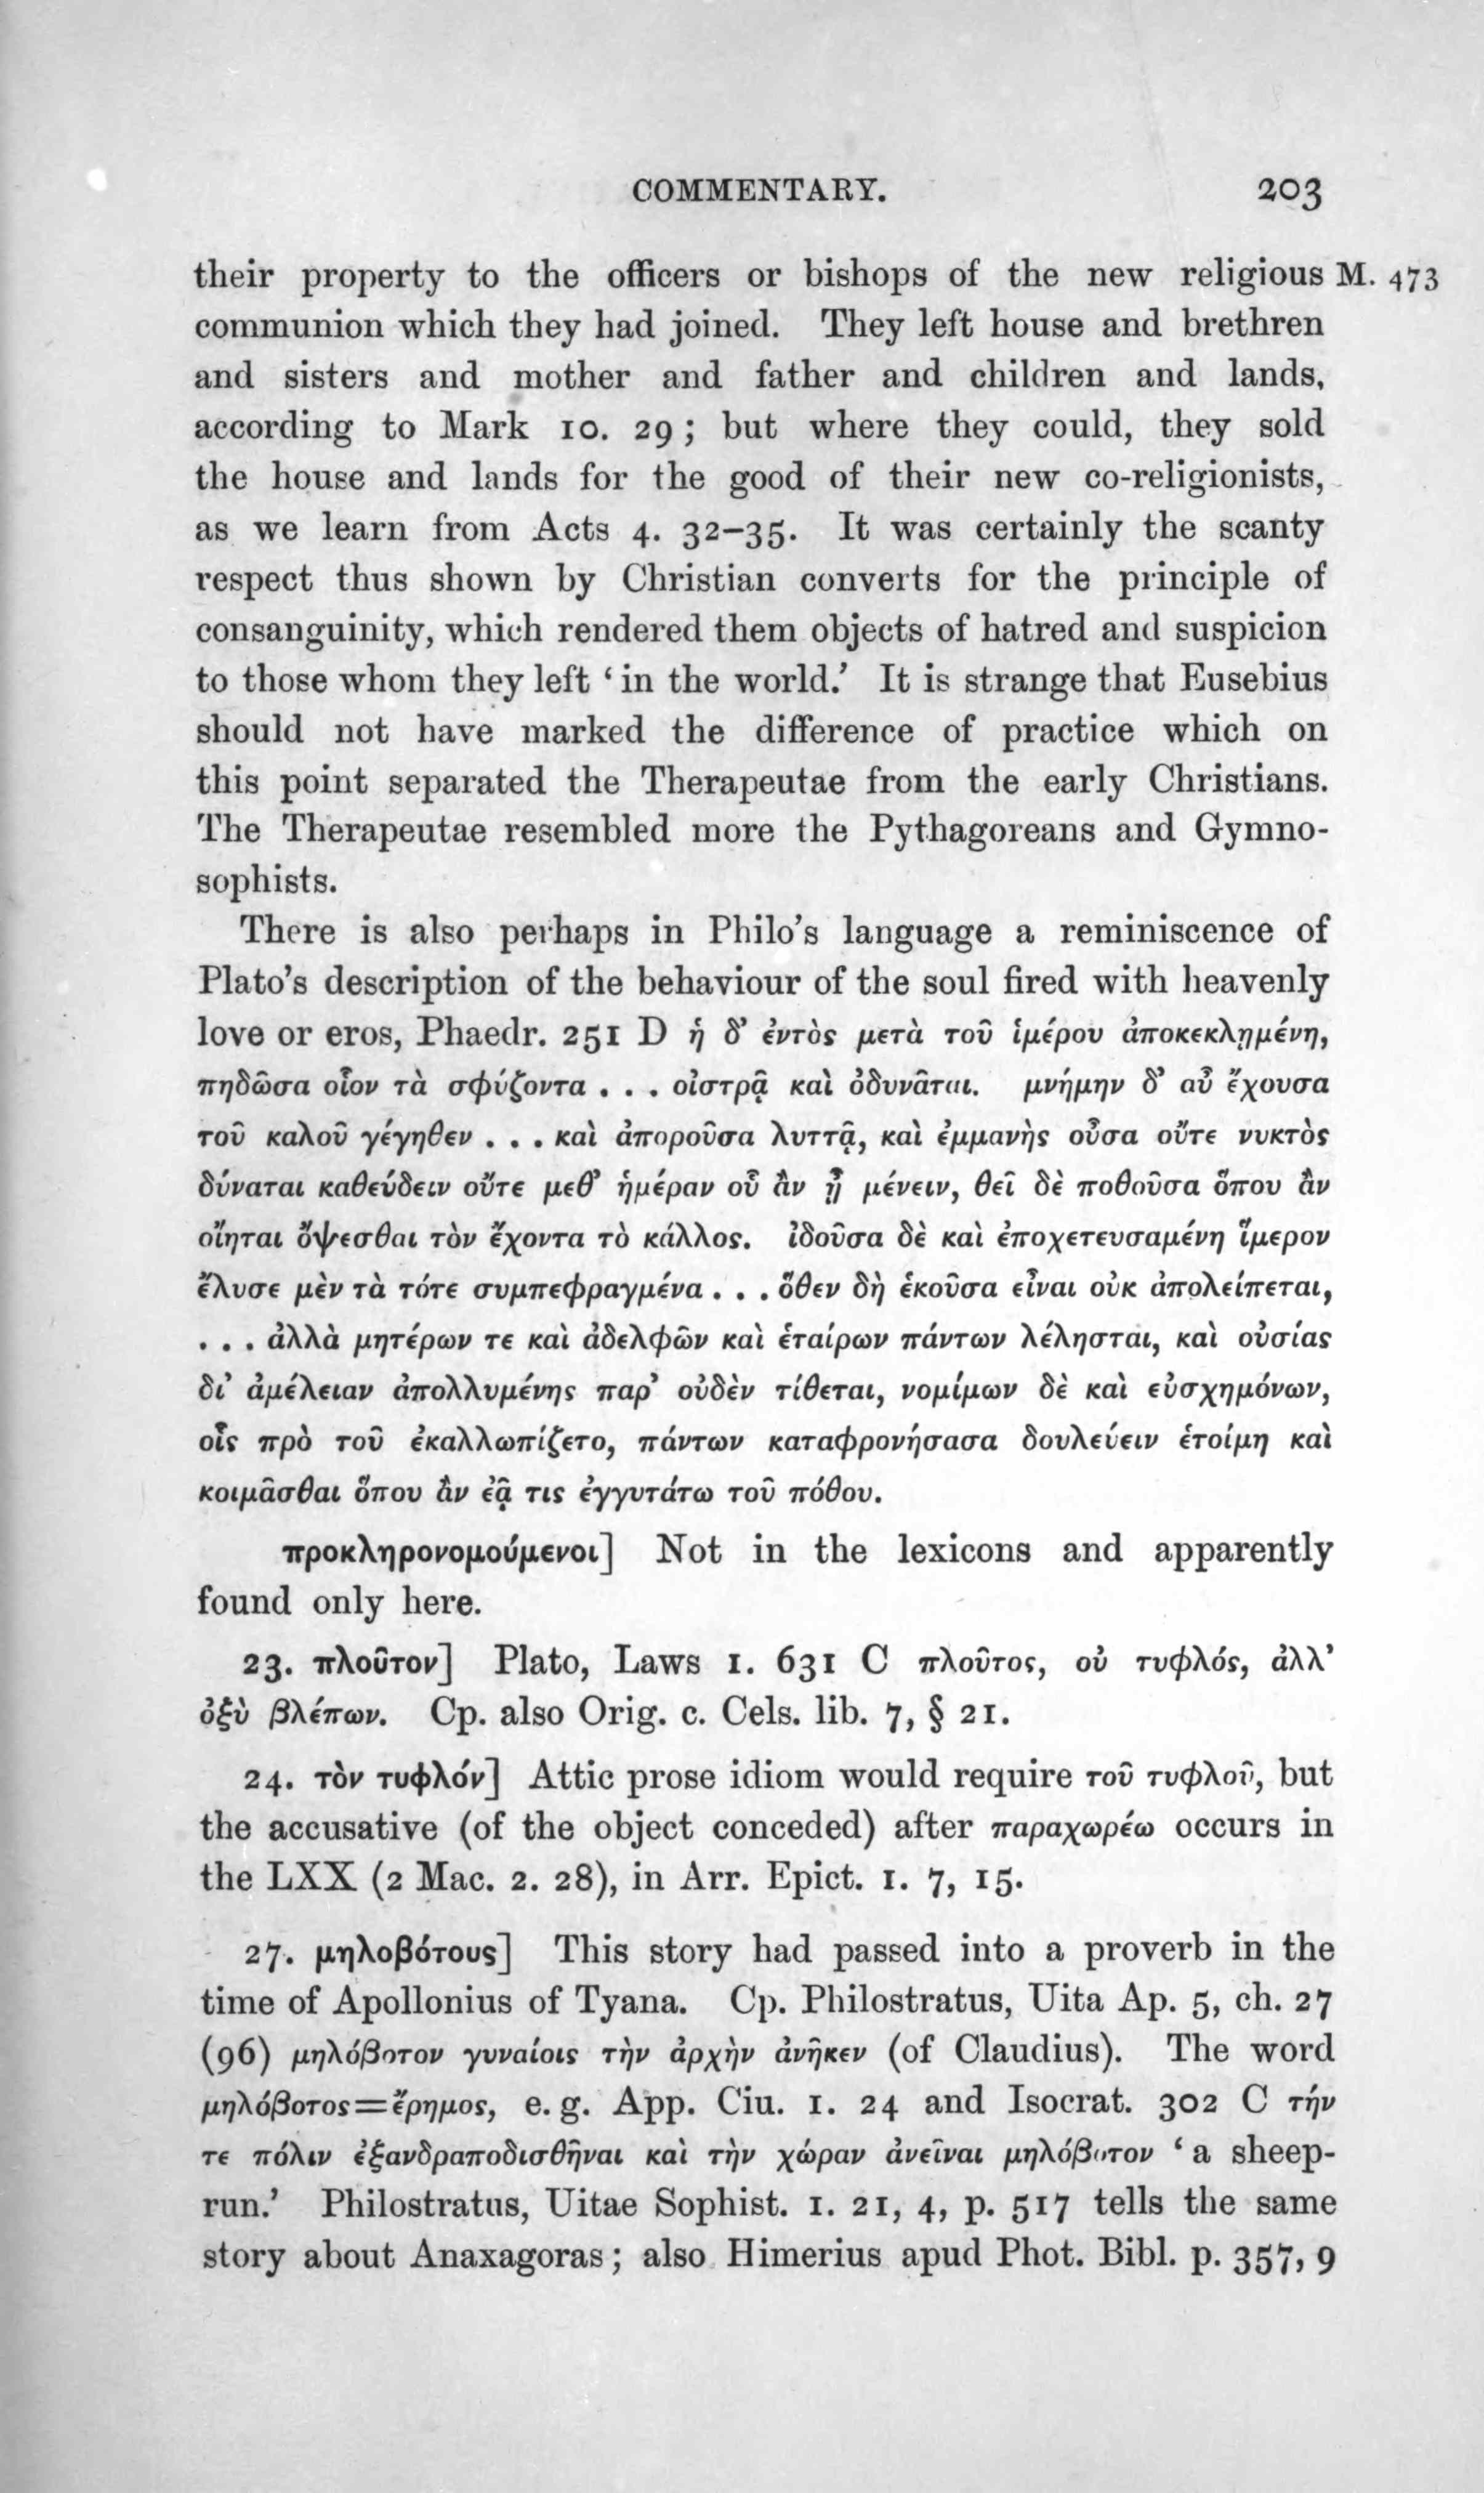 COMMENTARY. 203
their property to the officers or bishops of the new religious M. 473
communion which they had joined. They left house and brethren
and sisters and mother and father and children and lands,
according to Mark 10. 29; but where they could, they sold
the house and lands for the good of their new co-religionists,
as we learn from Acts 4. 32–35. It was certainly the scanty
respect thus shown by Christian converts for the principle of
consanguinity, which rendered them objects of hatred and suspicion
to those whom they left ‘in the world.’ It is strange that Eusebius
should not have marked the difference of practice which on
this point separated the Therapeutae from the early Christians.
The Therapeutae resembled more the Pythagoreans and Gymno-
sophists.
There is also perhaps in Philo’s language a reminiscence of
Plato’s description of the behaviour of the soul fired with heavenly
love or eros, Phaedr. 251 D ἡ δ’ ἐντὸς μετὰ τοῦ ἱμέρου ἀποκεκλῃμένη,
πηδῶσα οἷον τὰ σφύζοντα . . . οἰστρᾷ καὶ ὀδυνᾶται. μνήμην δ’ αὖ ἔχουσα
τοῦ καλοῦ γέγηθεν . . . καὶ ἀποροῦσα λυττᾷ, καὶ ἐμμανὴς οὖσα οὔτε νυκτὸς
δύναται καθεύδειν οὔτε μεθ’ ἡμέραν οὗ ἂν ᾖ μένειν, θεῖ δὲ ποθοῦσα ὅπου ἂν
οἴηται ὄψεσθαι τὸν ἔχοντα τὸ κάλλος. ἰδοῦσα δὲ καὶ ἐποχετευσαμένη ἵμερον
ἔλυσε μὲν τὰ τότε συμπεφραγμένα . . . ὅθεν δὴ ἑκοῦσα εἶναι οὐκ ἀπολείπεται,
. . . ἀλλὰ μητέρων τε καὶ ἀδελφῶν καὶ ἑταίρων πάντων λέλησται, καὶ οὐσίας
δι’ ἀμέλειαν ἀπολλυμένης παρ’ οὐδὲν τίθεται, νομίμων δὲ καὶ εὐσχημόνων,
οἷς πρὸ τοῦ ἐκαλλωπίζετο, πάντων καταφρονήσασα δουλεύειν ἑτοίμη καὶ
κοιμᾶσθαι ὅπου ἂν ἐᾷ τις ἐγγυτάτω τοῦ πόθου.
προκληρονομούμενοι] Not in the lexicons and apparently
found only here.
23. πλοῦτον] Plato, Laws 1. 631 C πλοῦτος, οὐ τυφλός, ἀλλ’
ὀξὺ βλέπων. Cp. also Orig. c. Cels. lib. 7, § 21.
24. τὸν τυφλόν] Attic prose idiom would require τοῦ τυφλοῦ, but
the accusative (of the object conceded) after παραχωρέω occurs in
the LXX (2 Mac. 2. 28), in Arr. Epict. 1. 7, 15.
27. μηλοβότους] This story had passed into a proverb in the
time of Apollonius of Tyana. Cp. Philostratus, Uita Ap. 5, ch. 27
(96) μηλόβοτον γυναίοις τὴν ἀρχὴν ἀνῆκεν (of Claudius). The word
μηλόβοτος=ἔρημος, e. g. App. Ciu. 1. 24 and Isocrat. 302 C τήν
τε πόλιν ἐξανδραποδισθῆναι καὶ τὴν χώραν ἀνεῖναι μηλόβοτον ‘a sheep-
run.’ Philostratus, Uitae Sophist. 1. 21, 4, p. 517 tells the same
story about Anaxagoras; also Himerius apud Phot. Bibl. p. 357, 9